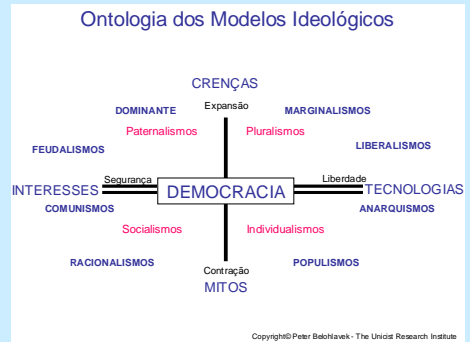 Ontologia dos Modelos Ideológicos
CRENÇAS
Expansão
DOMINANTE
MARGINALISMOS
Paternalismos
Pluralismos
FEUDALISMOS
LIBERALISMOS
Segurança
Liberdade
INTERESSES
DEMOCRACIA
TECNOLOGIAS
COMUNISMOS
ANARQUISMOS
Socialismos
Individualismos
RACIONALISMOS
POPULISMOS
Contração
MITOS
Copyright© Peter Belohlavek - The Unicist Research Institute